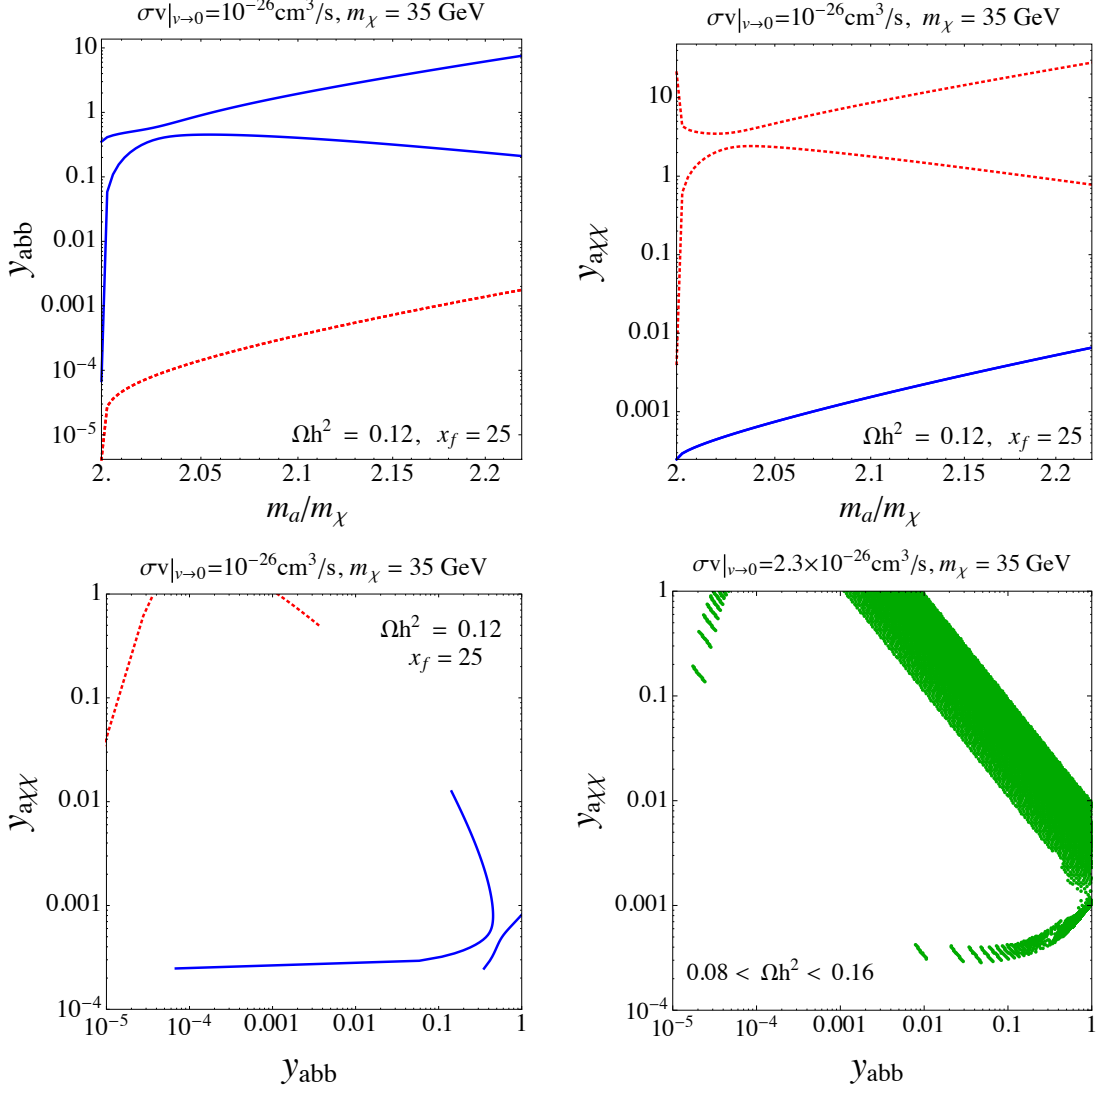 σv|v→0=10⁻²⁶cm³/s, mχ = 35 GeV
10
1
0.1
0.01
0.001
10⁻⁴
10⁻⁵
yabb
Ωh² = 0.12, xf = 25
2. 2.05 2.1 2.15 2.2
ma/mχ
σv|v→0=10⁻²⁶cm³/s, mχ = 35 GeV
10
1
0.1
0.01
0.001
yaχχ
Ωh² = 0.12, xf = 25
2. 2.05 2.1 2.15 2.2
ma/mχ
σv|v→0=10⁻²⁶cm³/s, mχ = 35 GeV
1
0.1
0.01
0.001
10⁻⁴
yaχχ
Ωh² = 0.12
xf = 25
10⁻⁵ 10⁻⁴ 0.001 0.01 0.1 1
yabb
σv|v→0=2.3×10⁻²⁶cm³/s, mχ = 35 GeV
1
0.1
0.01
0.001
10⁻⁴
yaχχ
0.08 < Ωh² < 0.16
10⁻⁵ 10⁻⁴ 0.001 0.01 0.1 1
yabb